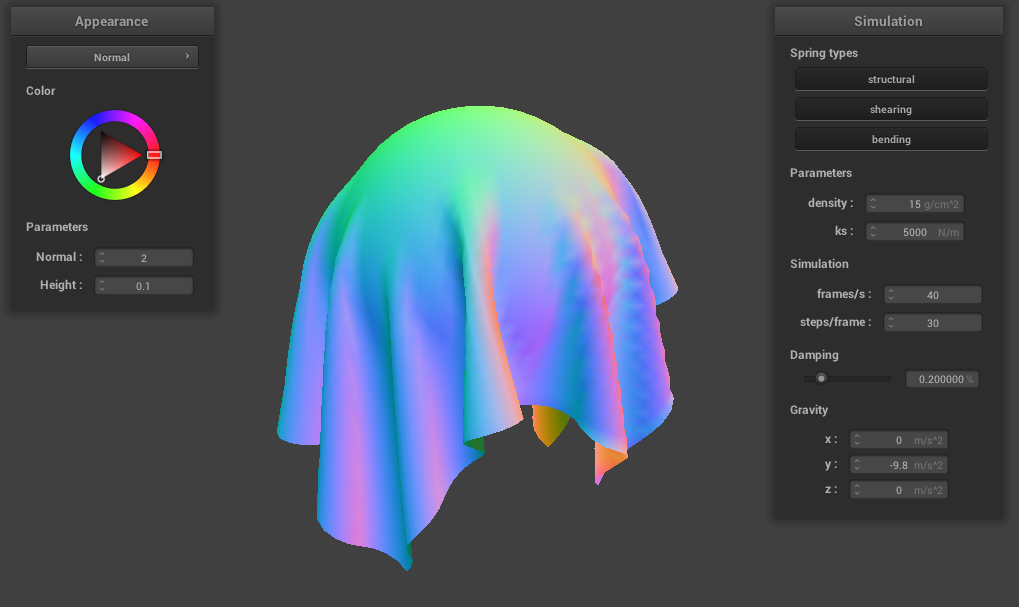 Appearance
Normal
Color
Parameters
Normal : 2
Height : 0.1
Simulation
Spring types
structural
shearing
bending
Parameters
density : 15 g/cm^2
ks : 5000 N/m
Simulation
frames/s : 40
steps/frame : 30
Damping
0.200000 %
Gravity
x : 0 m/s^2
y : -9.8 m/s^2
z : 0 m/s^2